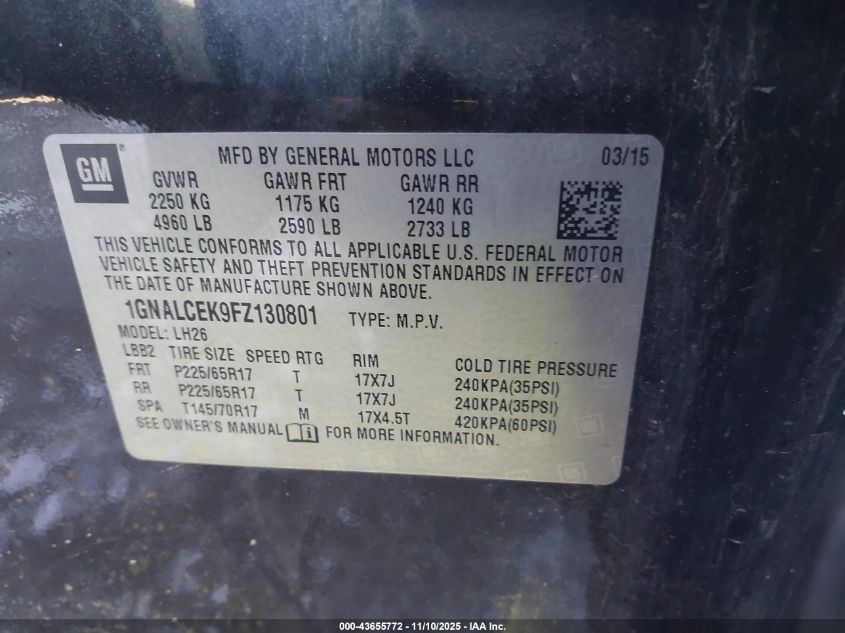 GM ®
MFD BY GENERAL MOTORS LLC 03/15
GVWR GAWR FRT GAWR RR
2250 KG 1175 KG 1240 KG
4960 LB 2590 LB 2733 LB
THIS VEHICLE CONFORMS TO ALL APPLICABLE U.S. FEDERAL MOTOR
VEHICLE SAFETY AND THEFT PREVENTION STANDARDS IN EFFECT ON
THE DATE OF MANUFACTURE SHOWN ABOVE.
1GNALCEK9FZ130801 TYPE: M.P.V.
MODEL: LH26
LBB2 TIRE SIZE SPEED RTG RIM COLD TIRE PRESSURE
FRT P225/65R17 T 17X7J 240KPA(35PSI)
RR P225/65R17 T 17X7J 240KPA(35PSI)
SPA T145/70R17 M 17X4.5T 420KPA(60PSI)
SEE OWNER'S MANUAL i FOR MORE INFORMATION.
000-43655772 - 11/10/2025 - IAA Inc.